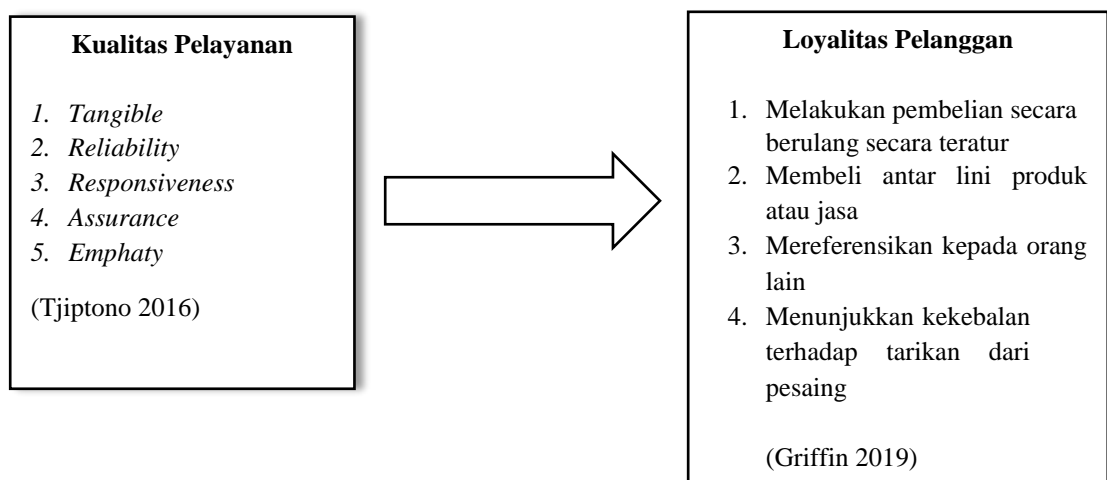 Kualitas Pelayanan
1. Tangible
2. Reliability
3. Responsiveness
4. Assurance
5. Emphaty
(Tjiptono 2016)
Loyalitas Pelanggan
1. Melakukan pembelian secara
berulang secara teratur
2. Membeli antar lini produk
atau jasa
3. Mereferensikan kepada orang
lain
4. Menunjukkan kekebalan
terhadap tarikan dari
pesaing
(Griffin 2019)